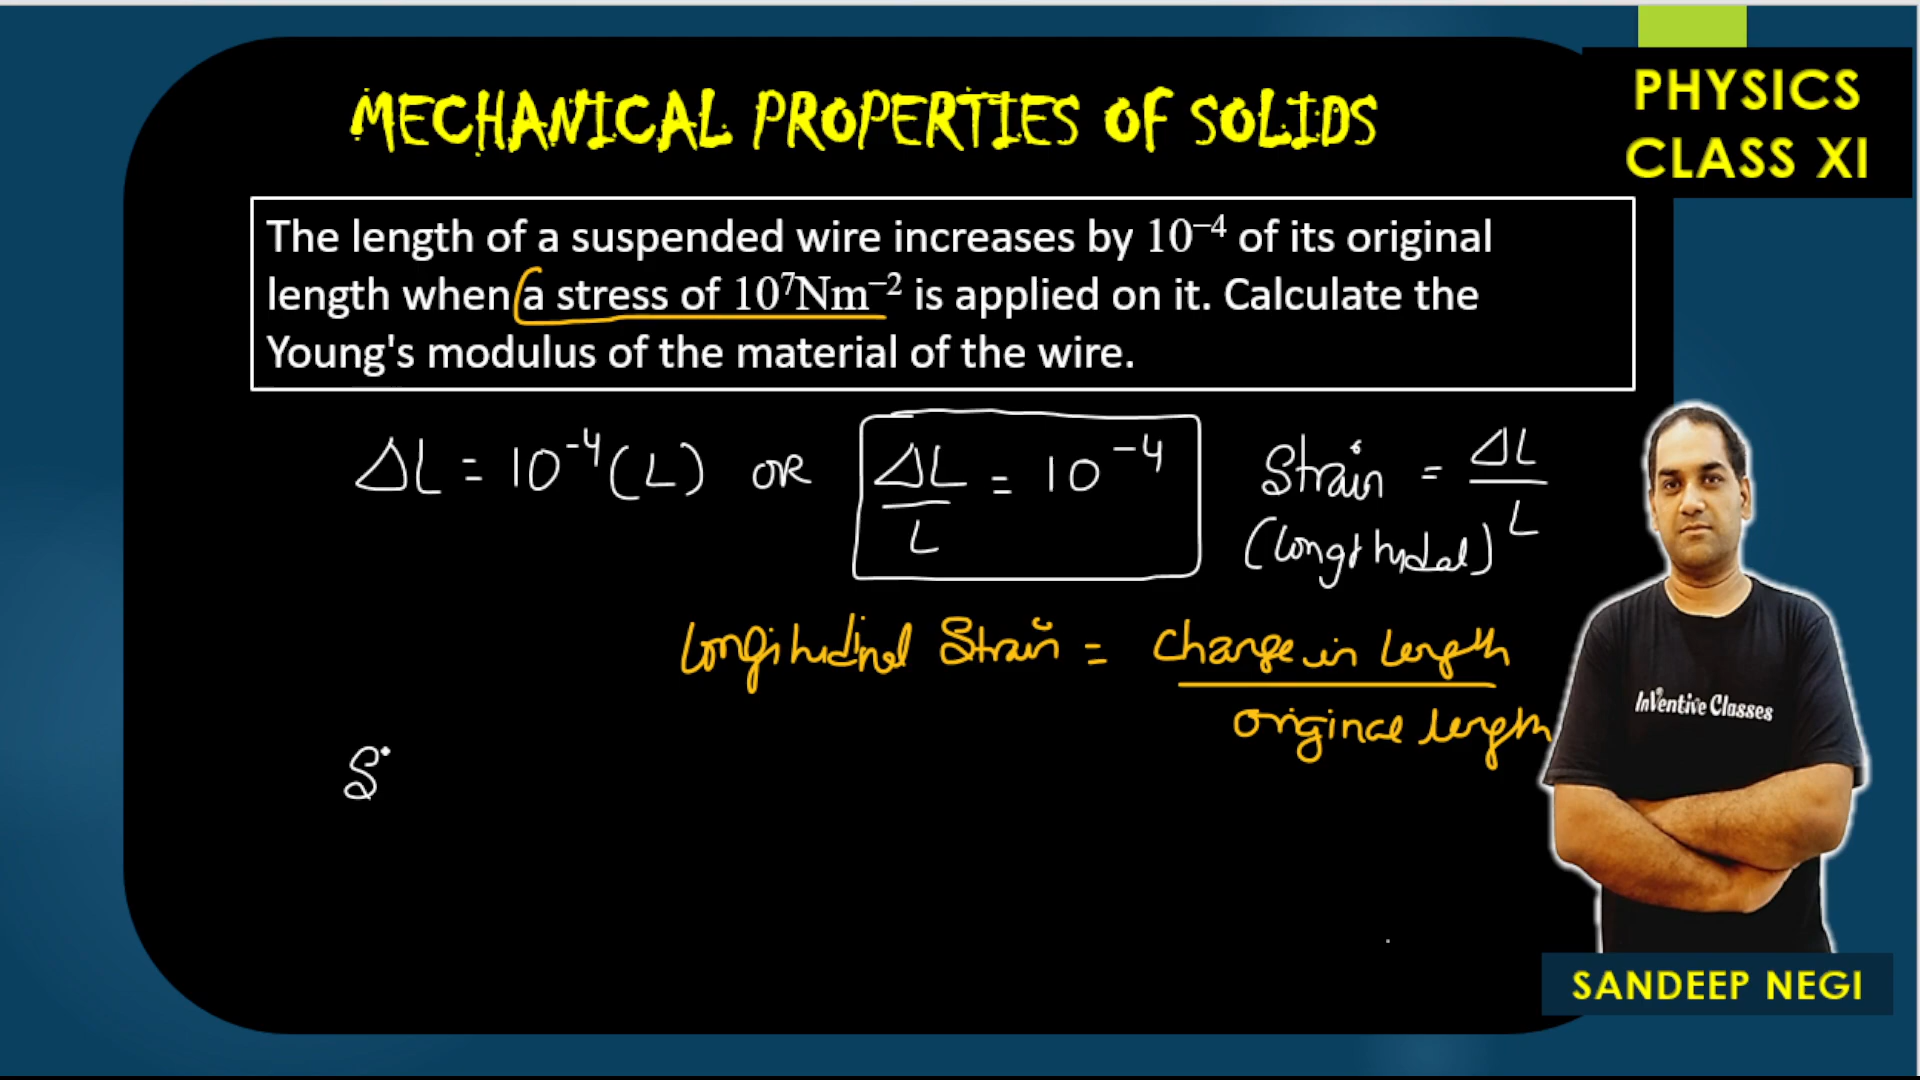 MECHANICAL PROPERTIES OF SOLIDS
PHYSICS
CLASS XI
The length of a suspended wire increases by 10⁻⁴ of its original
length when a stress of 10⁷Nm⁻² is applied on it. Calculate the
Young's modulus of the material of the wire.
ΔL = 10⁻⁴(L) OR ΔL/L = 10⁻⁴ Strain = ΔL/L
(longitudal)
Longitudinal Strain = Change in Length
original length
S
InVentive Classes
SANDEEP NEGI